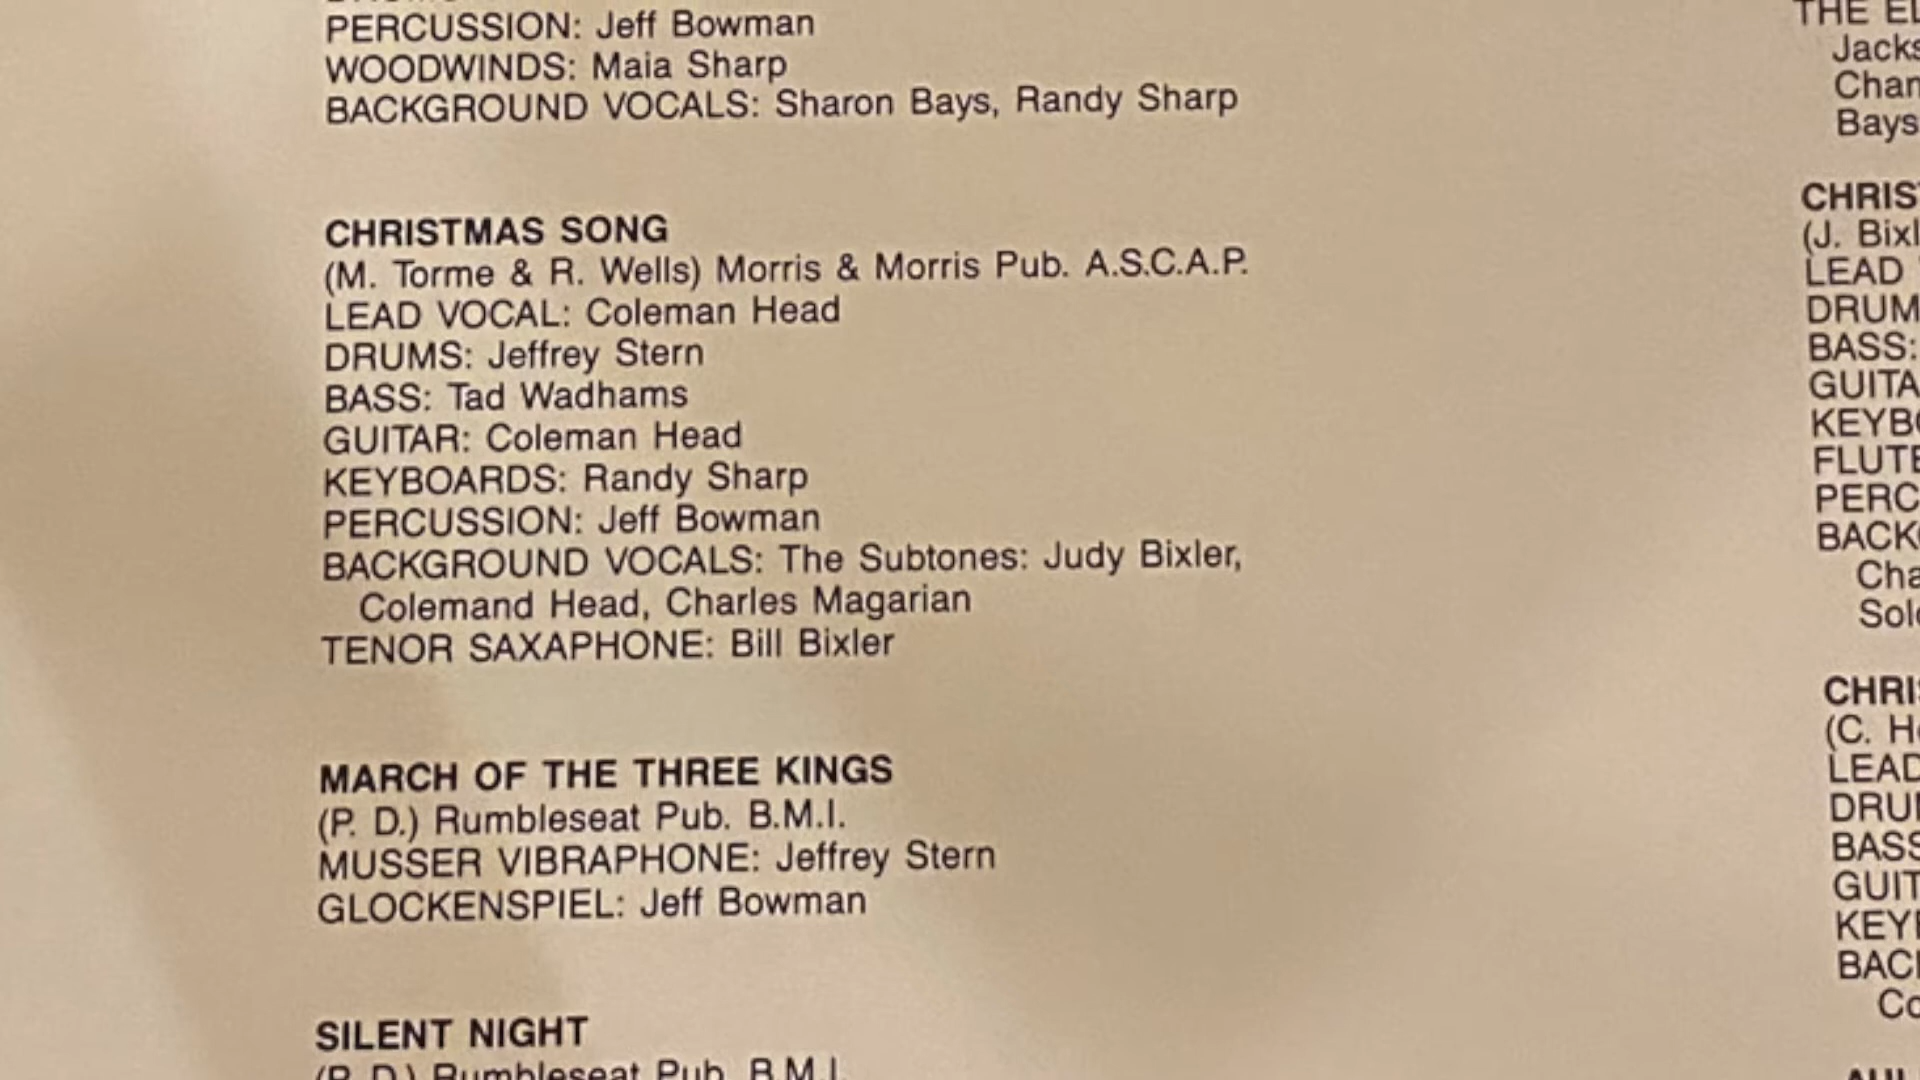 PERCUSSION: Jeff Bowman
WOODWINDS: Maia Sharp
BACKGROUND VOCALS: Sharon Bays, Randy Sharp
CHRISTMAS SONG
(M. Torme & R. Wells) Morris & Morris Pub. A.S.C.A.P.
LEAD VOCAL: Coleman Head
DRUMS: Jeffrey Stern
BASS: Tad Wadhams
GUITAR: Coleman Head
KEYBOARDS: Randy Sharp
PERCUSSION: Jeff Bowman
BACKGROUND VOCALS: The Subtones: Judy Bixler,
Colemand Head, Charles Magarian
TENOR SAXAPHONE: Bill Bixler
MARCH OF THE THREE KINGS
(P. D.) Rumbleseat Pub. B.M.I.
MUSSER VIBRAPHONE: Jeffrey Stern
GLOCKENSPIEL: Jeff Bowman
SILENT NIGHT
(P. D.) Rumbleseat Pub. B.M.I.
THE
Bays
(J.
LEAD
BASS:
(C.